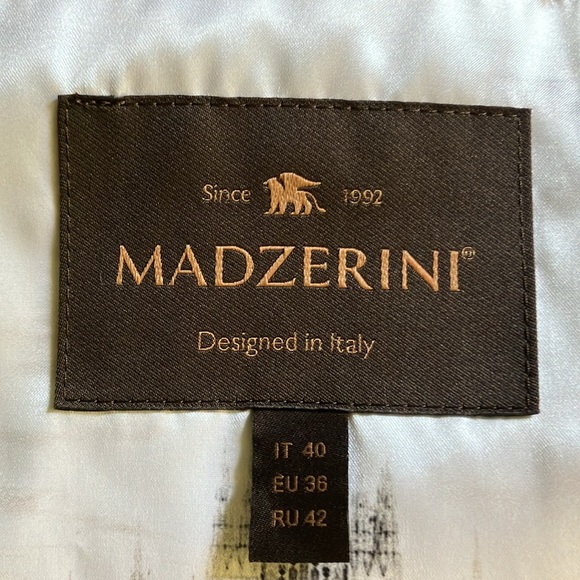 Since 1992
MADZERINI®
Designed in Italy
IT 40
EU 36
RU 42